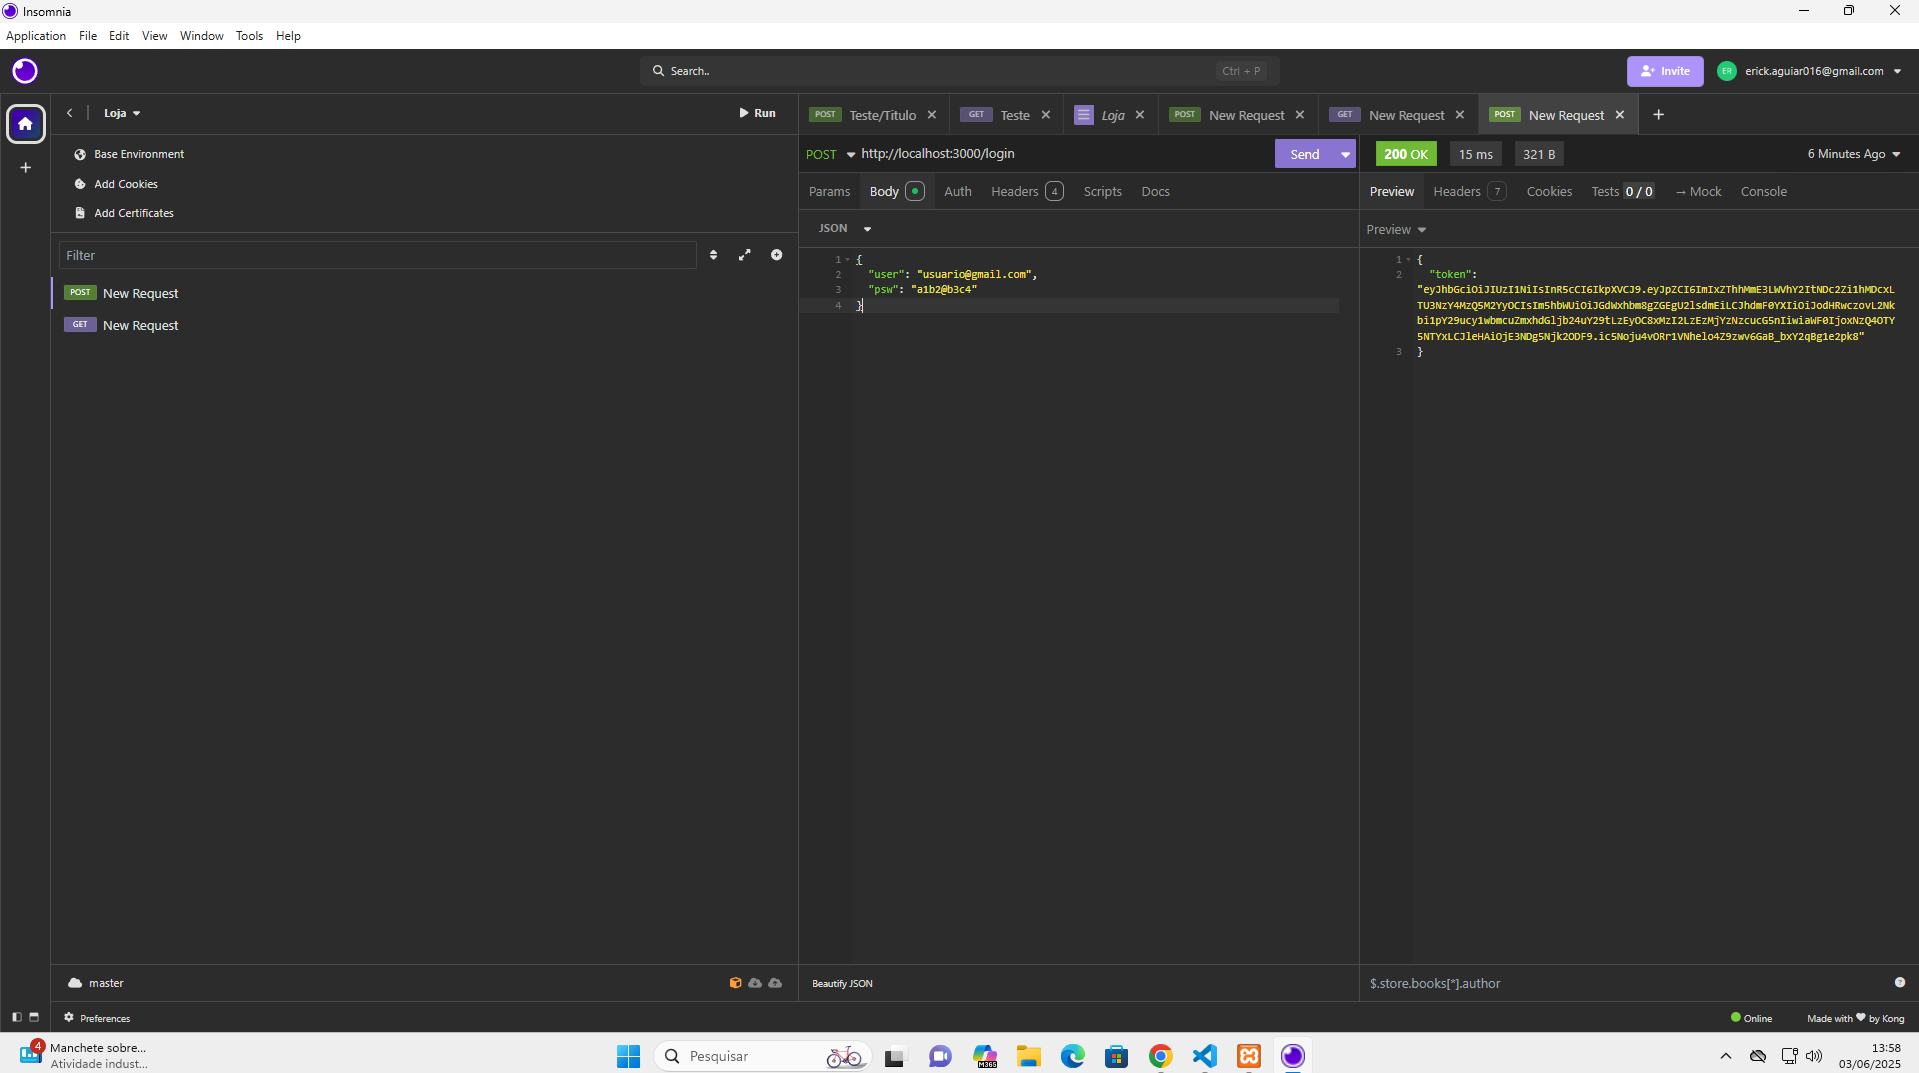 Insomnia
Application File Edit View Window Tools Help
Search.. Ctrl + P
Invite
ER erick.aguiar016@gmail.com
Loja
Run
POST Teste/Titulo
GET Teste
Loja
POST New Request
GET New Request
POST New Request
Base Environment
Add Cookies
Add Certificates
Filter
POST New Request
GET New Request
POST http://localhost:3000/login
Send
Params Body Auth Headers 4 Scripts Docs
JSON
1 {
2 "user": "usuario@gmail.com",
3 "psw": "a1b2@b3c4"
4 }
200 OK 15 ms 321 B 6 Minutes Ago
Preview Headers 7 Cookies Tests 0 / 0 → Mock Console
Preview
1 {
2 "token":
3 }
master
Beautify JSON
$.store.books[*].author
Preferences
Online
Made with ❤ by Kong
4
Manchete sobre...
Atividade indust...
Pesquisar
M365
13:58
03/06/2025